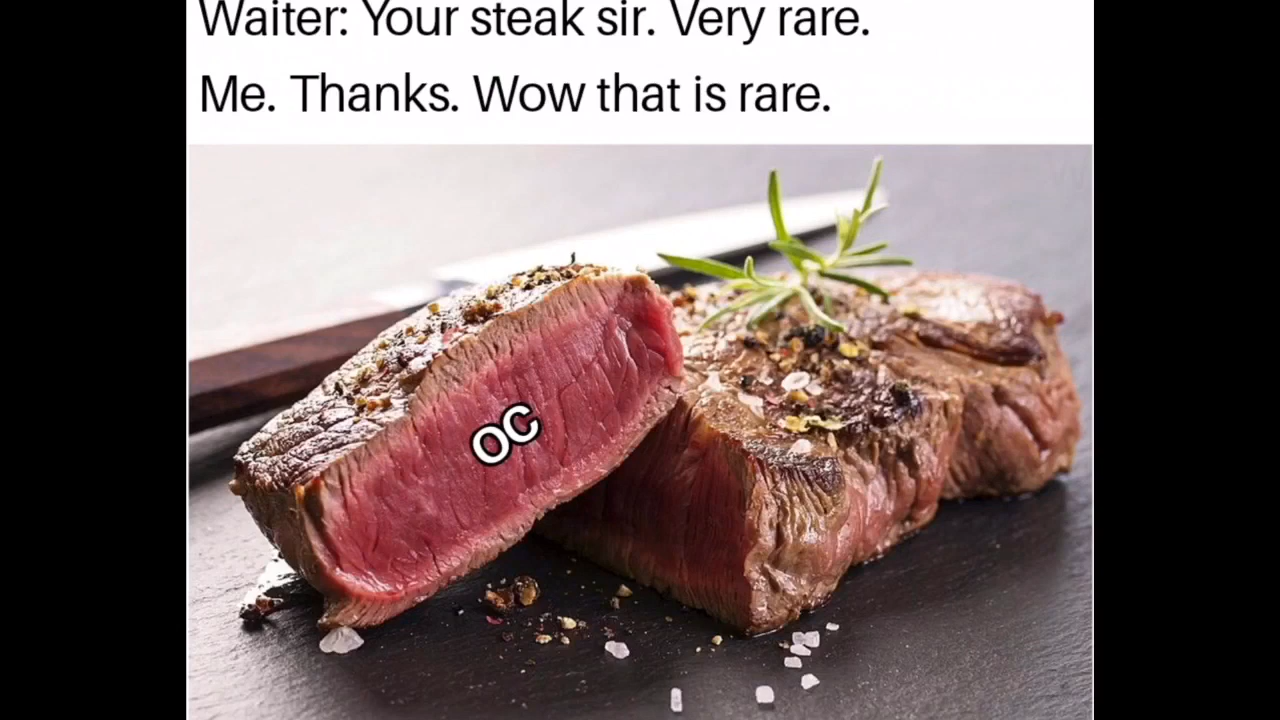 Waiter: Your steak sir. Very rare.
Me. Thanks. Wow that is rare.
OC